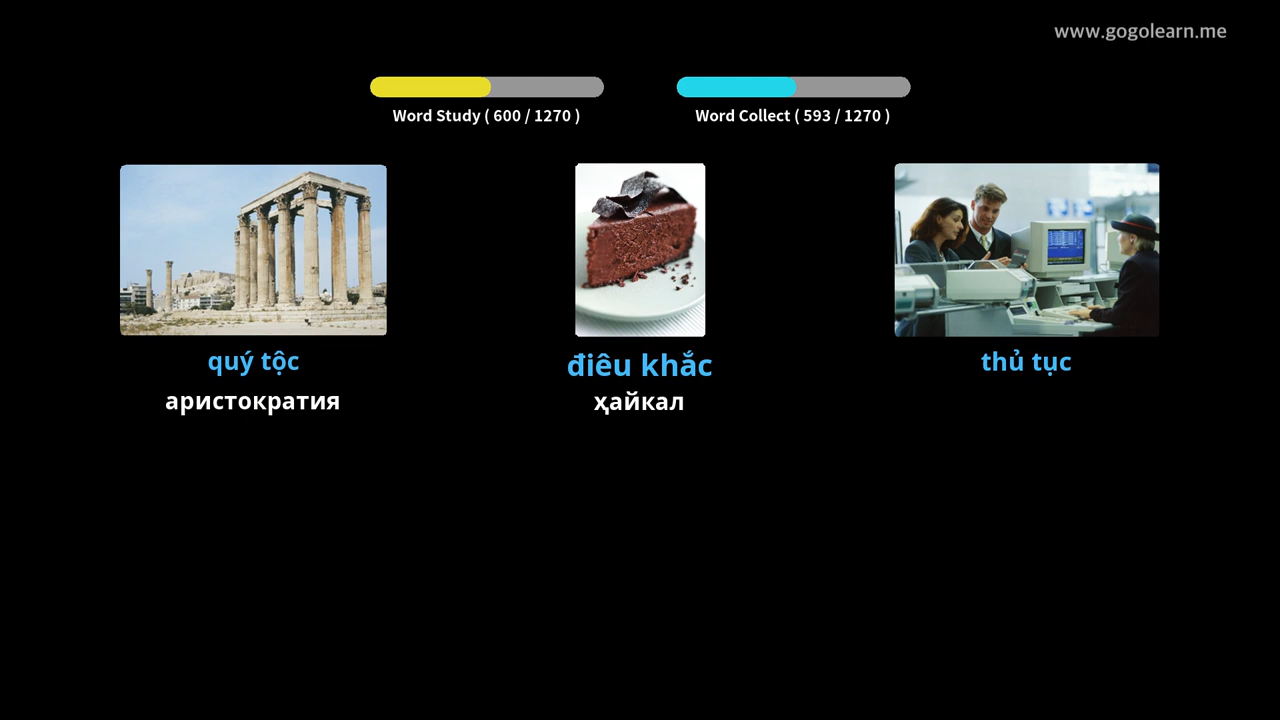 www.gogolearn.me
Word Study ( 600 / 1270 )
Word Collect ( 593 / 1270 )
quý tộc
điêu khắc
thủ tục
аристократия
ҳайкал